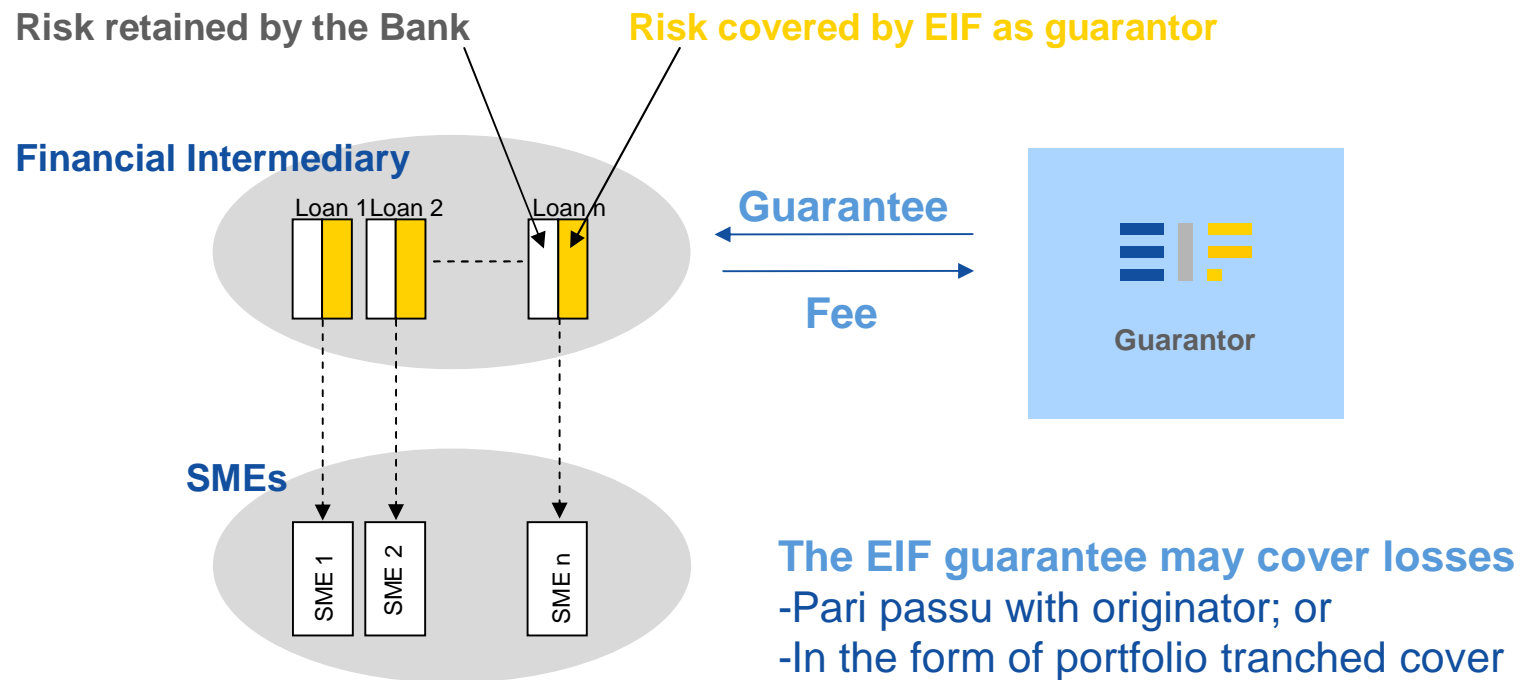 Risk retained by the Bank
Risk covered by EIF as guarantor
Financial Intermediary
Loan 1
Loan 2
Loan n
Guarantee
Fee
EIF
Guarantor
SMEs
SME 1
SME 2
SME n
The EIF guarantee may cover losses
-Pari passu with originator; or
-In the form of portfolio tranched cover